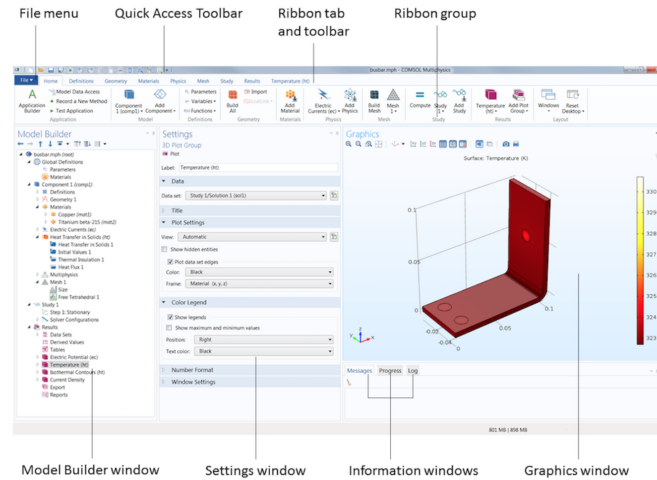 File menu
Quick Access Toolbar
Ribbon tab
and toolbar
Ribbon group
busbar.mph - COMSOL Multiphysics
File
Home
Definitions
Geometry
Materials
Physics
Mesh
Study
Results
Temperature (ht)
Application
Builder
Model Data Access
Record a New Method
Test Application
Application
Component
1 (comp1)
Add
Component
Model
Parameters
Variables
Functions
Definitions
Build
All
Import
Geometry
Add
Material
Materials
Electric
Currents (ec)
Add
Physics
Physics
Build
Mesh
Mesh
1
Mesh
Compute
Study
1
Add
Study
Study
Temperature
(ht)
Add Plot
Group
Results
Windows
Reset
Desktop
Layout
Model Builder
busbar.mph (root)
Global Definitions
Parameters
Materials
Component 1 (comp1)
Definitions
Geometry 1
Materials
Copper (mat1)
Titanium beta-21S (mat2)
Electric Currents (ec)
Heat Transfer in Solids (ht)
Heat Transfer in Solids 1
Initial Values 1
Thermal Insulation 1
Heat Flux 1
Multiphysics
Mesh 1
Size
Free Tetrahedral 1
Study 1
Step 1: Stationary
Solver Configurations
Results
Data Sets
Derived Values
Tables
Electric Potential (ec)
Temperature (ht)
Isothermal Contours (ht)
Current Density
Export
Reports
Settings
3D Plot Group
Plot
Label: Temperature (ht)
Data
Data set: Study 1/Solution 1 (sol1)
Title
Plot Settings
View: Automatic
Show hidden entities
Plot data set edges
Color: Black
Frame: Material (x, y, z)
Color Legend
Show legends
Show maximum and minimum values
Position: Right
Text color: Black
Number Format
Window Settings
Graphics
Surface: Temperature (K)
0.1
0.05
0
-0.05
-0.04
0
0.05
0.1
z
y
x
330
329
328
327
326
325
324
323
Messages
Progress
Log
801 MB | 898 MB
Model Builder window
Settings window
Information windows
Graphics window